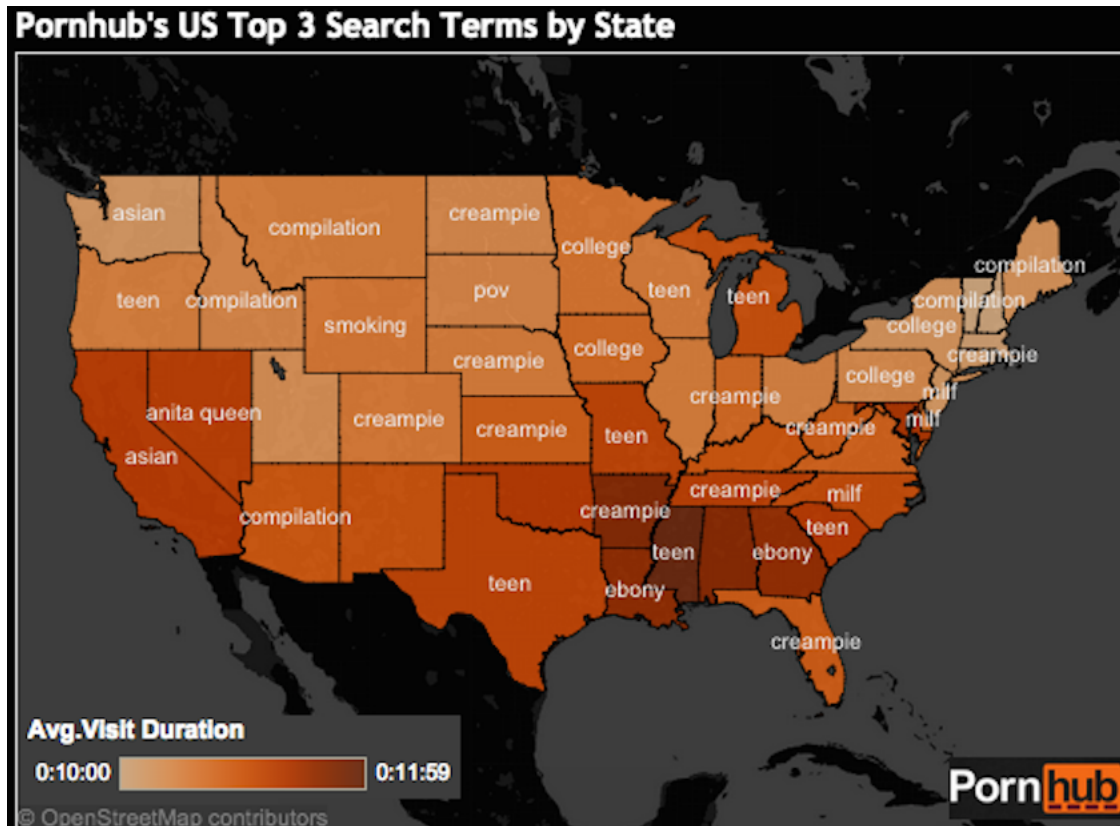 Pornhub's US Top 3 Search Terms by State
asian
compilation
creampie
college
teen
compilation
smoking
pov
teen
teen
compilation
compilation
college
creampie
anita queen
asian
creampie
creampie
creampie
college
teen
creampie
college
milf
milf
creampie
compilation
teen
creampie
creampie
milf
teen
ebony
teen
ebony
creampie
Avg.Visit Duration
0:10:00
0:11:59
© OpenStreetMap contributors
Pornhub